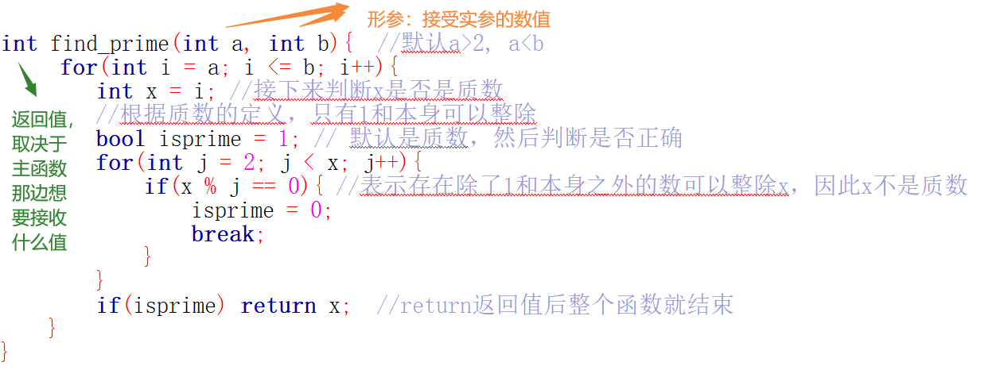 形参：接受实参的数值
int find_prime(int a, int b){  //默认a>2, a<b
for(int i = a; i <= b; i++){
int x = i; //接下来判断x是否是质数
//根据质数的定义，只有1和本身可以整除
bool isprime = 1; // 默认是质数，然后判断是否正确
for(int j = 2; j < x; j++){
if(x % j == 0){ //表示存在除了1和本身之外的数可以整除x，因此x不是质数
isprime = 0;
break;
}
}
if(isprime) return x;  //return返回值后整个函数就结束
}
}
返回值，
取决于
主函数
那边想
要接收
什么值